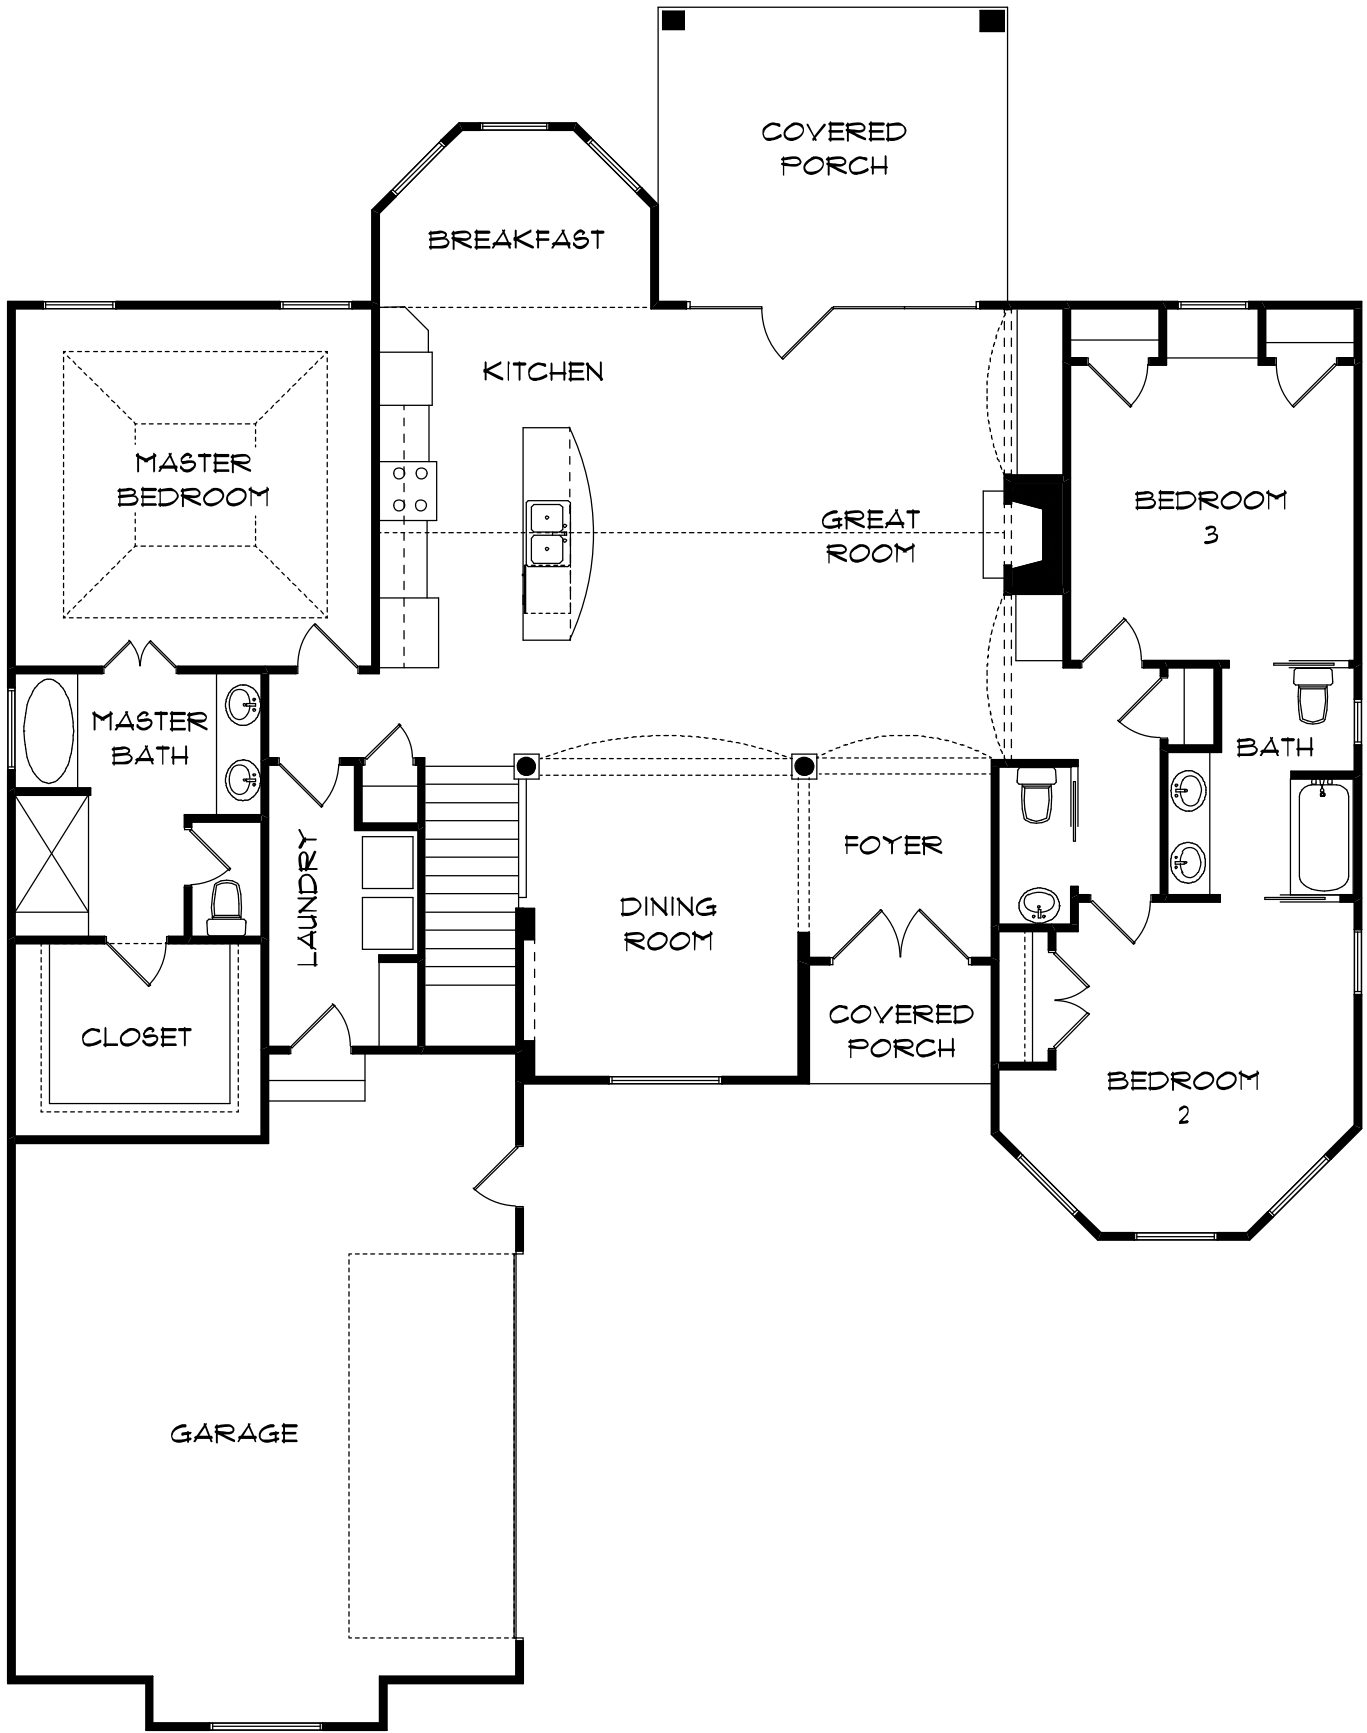 COVERED
PORCH
BREAKFAST
KITCHEN
MASTER
BEDROOM
GREAT
ROOM
BEDROOM
3
MASTER
BATH
BATH
LAUNDRY
FOYER
DINING
ROOM
COVERED
PORCH
CLOSET
BEDROOM
2
GARAGE